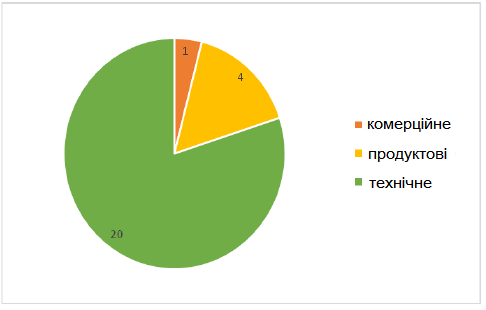 1
4
20
комерційне
продуктові
технічне